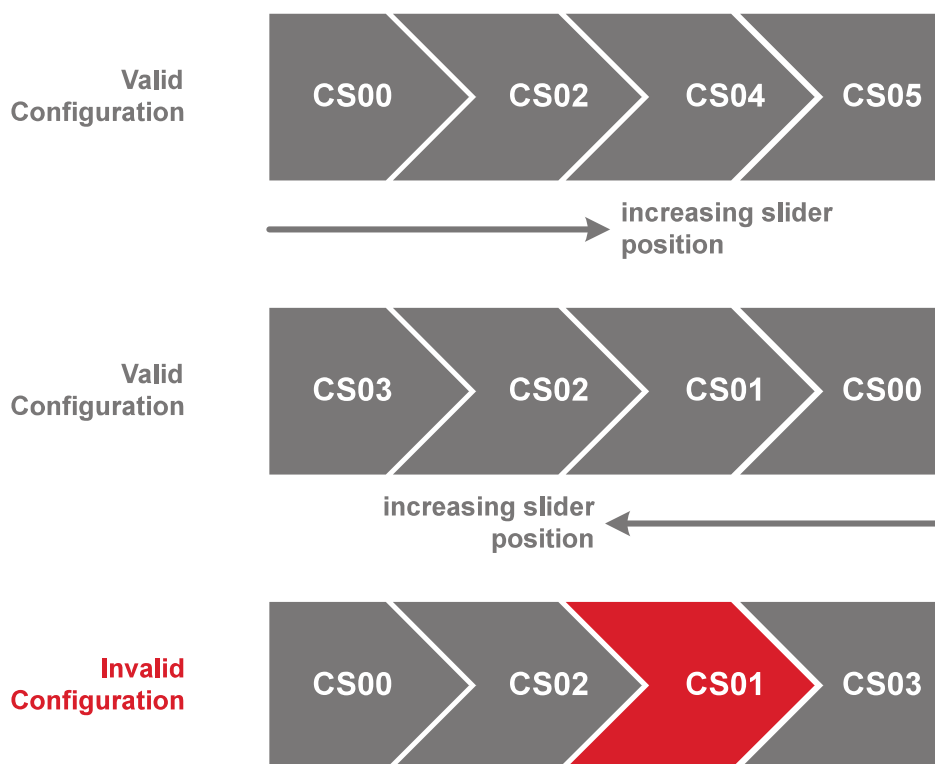 Valid
Configuration
CS00 CS02 CS04 CS05
increasing slider
position
Valid
Configuration
CS03 CS02 CS01 CS00
increasing slider
position
Invalid
Configuration
CS00 CS02 CS01 CS03